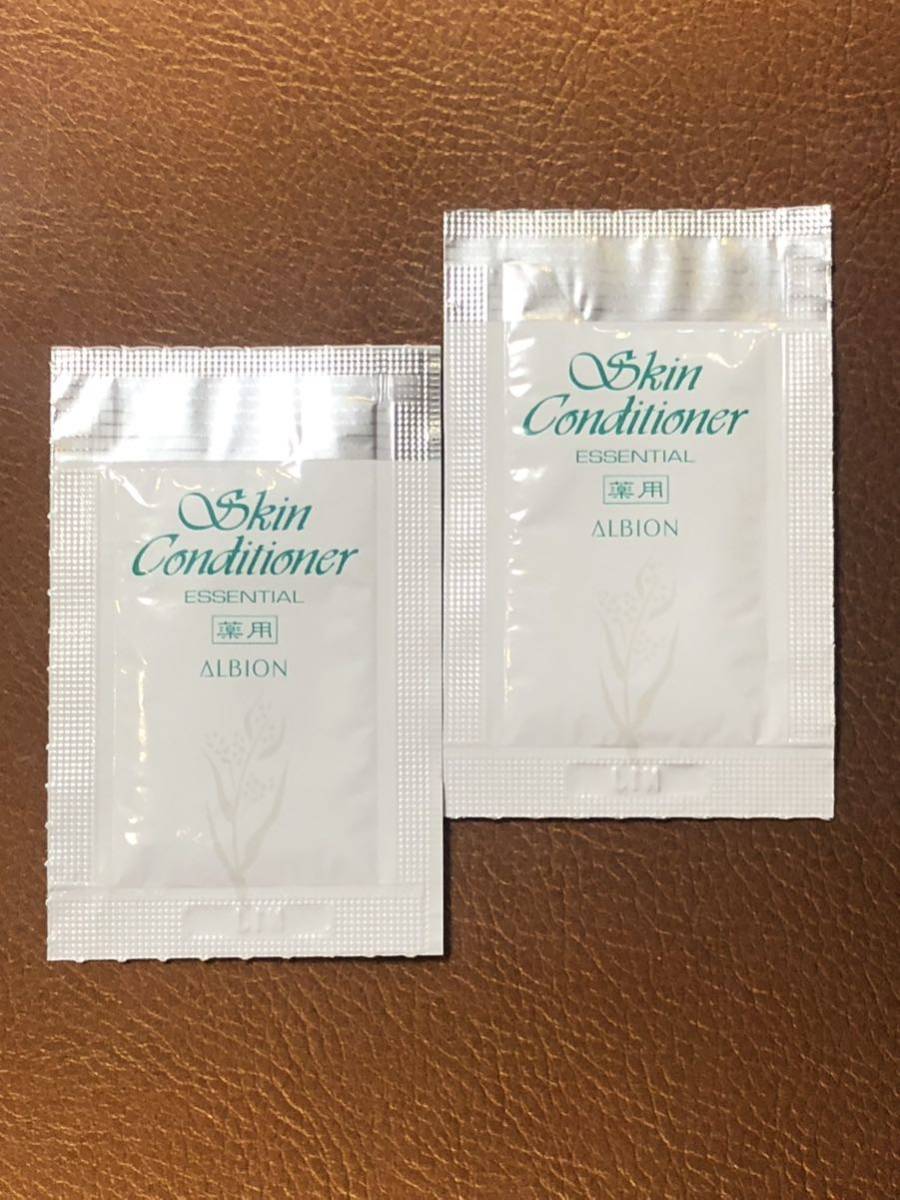 Skin
Conditioner
ESSENTIAL
薬用
ALBION
Skin
Conditioner
ESSENTIAL
薬用
ALBION